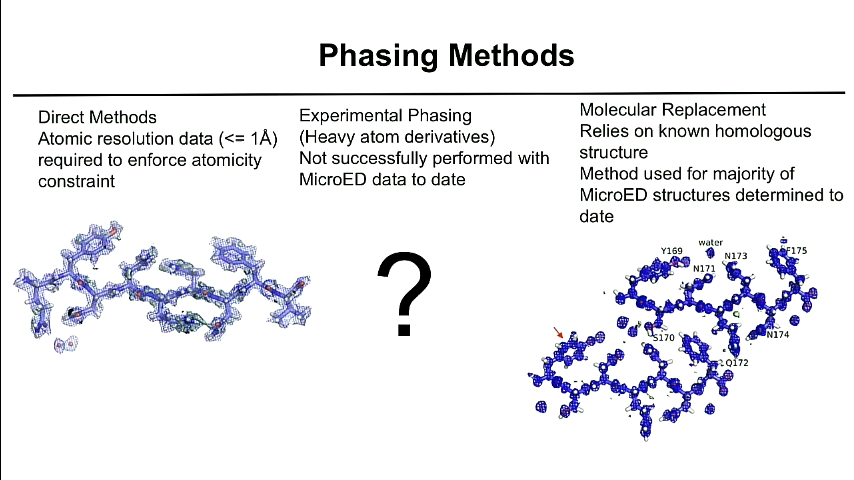 Phasing Methods
Direct Methods
Atomic resolution data (<= 1Å)
required to enforce atomicity
constraint
Experimental Phasing
(Heavy atom derivatives)
Not successfully performed with
MicroED data to date
Molecular Replacement
Relies on known homologous
structure
Method used for majority of
MicroED structures determined to
date
?
water
Y169
N171
N173
F175
S170
N174
Q172